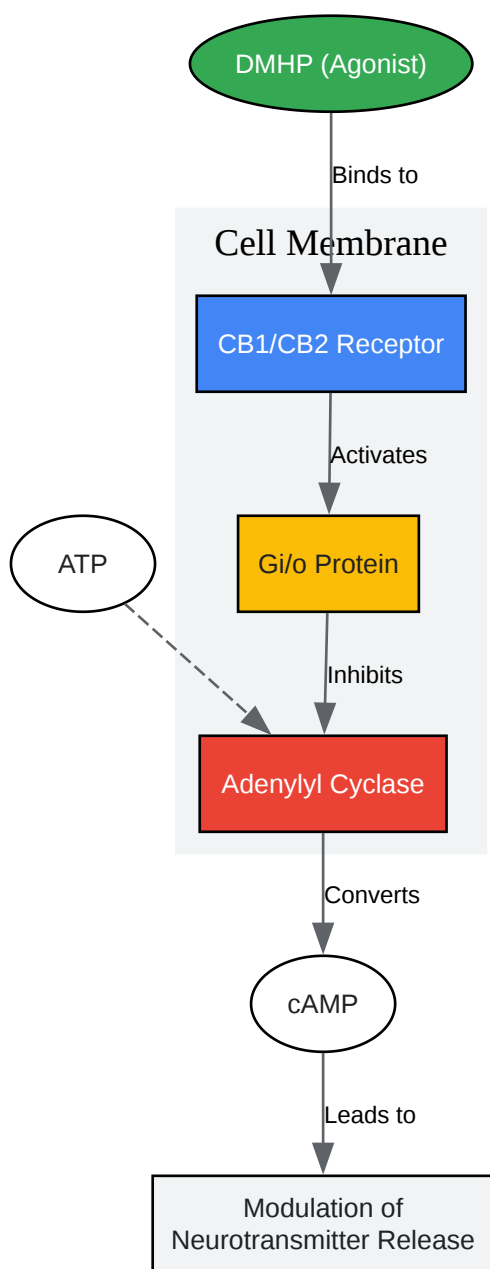 DMHP (Agonist)
Binds to
Cell Membrane
CB1/CB2 Receptor
Activates
ATP
Gi/o Protein
Inhibits
Adenylyl Cyclase
Converts
cAMP
Leads to
Modulation of
Neurotransmitter Release